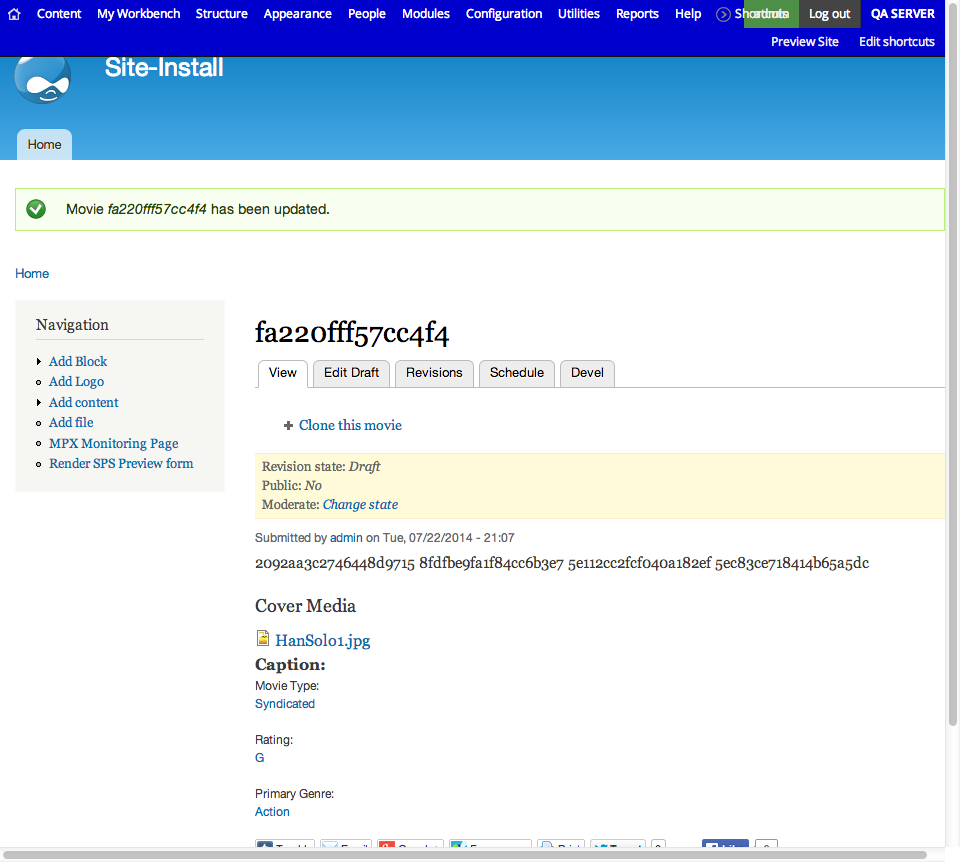 Content My Workbench Structure Appearance People Modules Configuration Utilities Reports Help Shortcuts Log out QA SERVER
Preview Site Edit shortcuts
Site-Install
Home
Movie fa220fff57cc4f4 has been updated.
Home
Navigation
Add Block
Add Logo
Add content
Add file
MPX Monitoring Page
Render SPS Preview form
fa220fff57cc4f4
View Edit Draft Revisions Schedule Devel
Clone this movie
Revision state: Draft
Public: No
Moderate: Change state
Submitted by admin on Tue, 07/22/2014 - 21:07
2092aa3c2746448d9715 8fdfbe9fa1f84cc6b3e7 5e112cc2fcf040a182ef 5ec83ce718414b65a5dc
Cover Media
HanSolo1.jpg
Caption:
Movie Type:
Syndicated
Rating:
G
Primary Genre:
Action